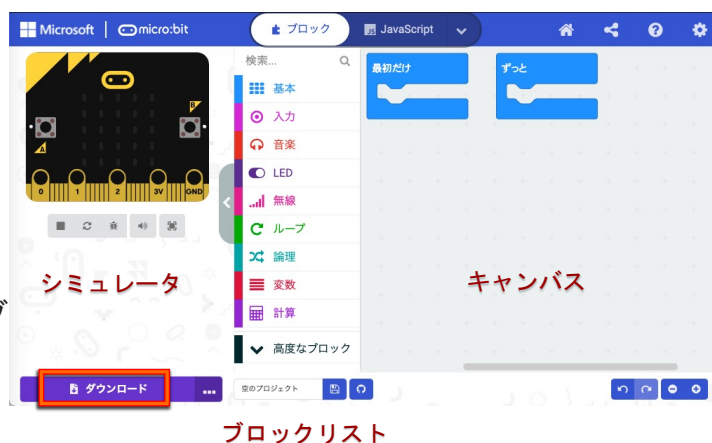 Microsoft micro:bit ブロック JavaScript
検索...
基本
入力
音楽
LED
無線
ループ
論理
変数
計算
高度なブロック
最初だけ
ずっと
B
A
0 1 2 3V GND
シミュレータ
キャンバス
グ
ダウンロード ...
空のプロジェクト
ブロックリスト